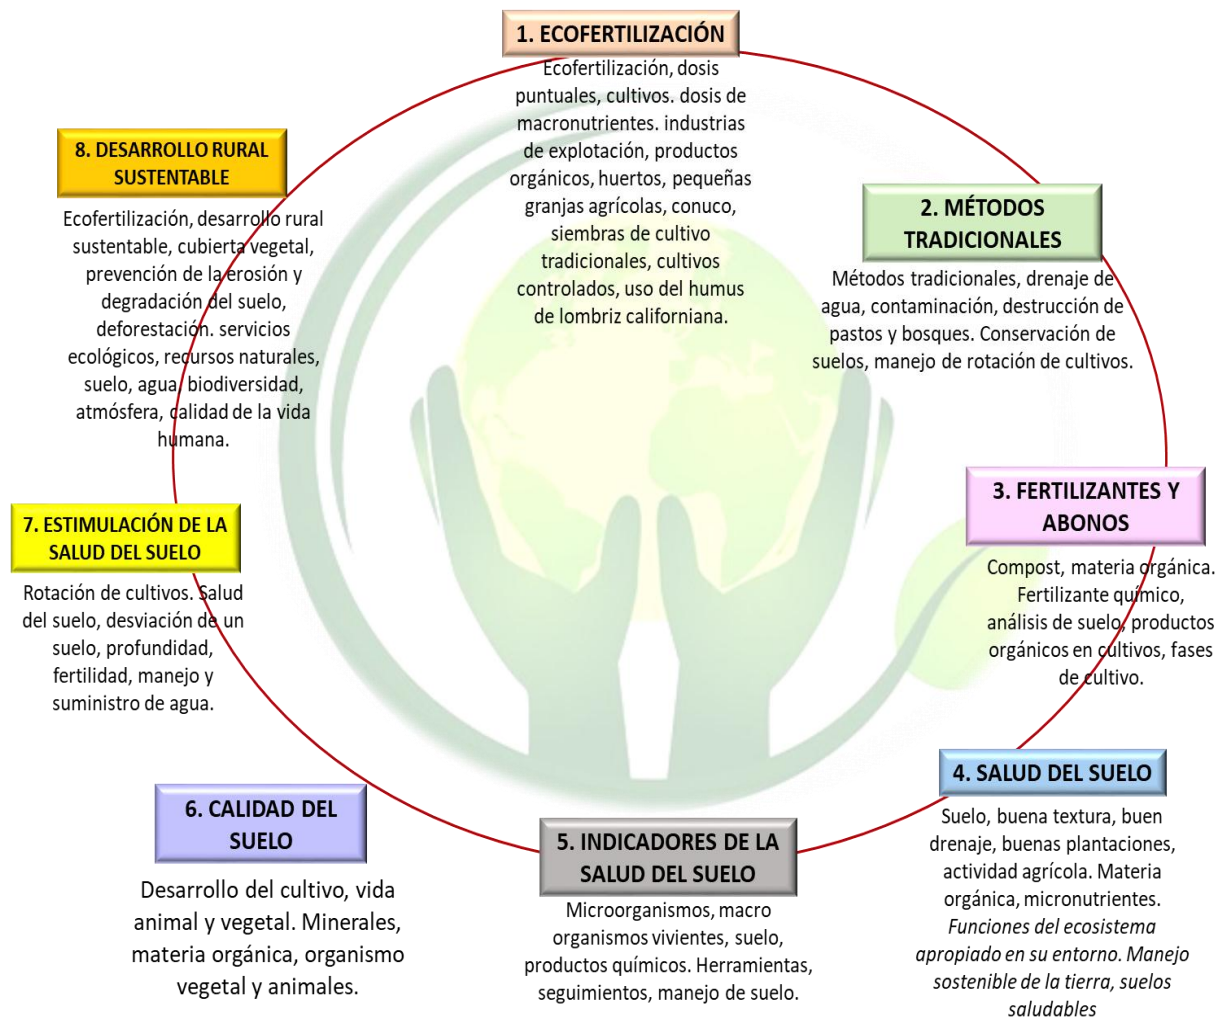 1. ECOFERTILIZACIÓN
Ecofertilización, dosis
puntuales, cultivos. dosis de
macronutrientes. industrias
de explotación, productos
orgánicos, huertos, pequeñas
granjas agrícolas, conuco,
siembras de cultivo
tradicionales, cultivos
controlados, uso del humus
de lombriz californiana.
2. MÉTODOS
TRADICIONALES
Métodos tradicionales, drenaje de
agua, contaminación, destrucción de
pastos y bosques. Conservación de
suelos, manejo de rotación de cultivos.
3. FERTILIZANTES Y
ABONOS
Compost, materia orgánica.
Fertilizante químico,
análisis de suelo, productos
orgánicos en cultivos, fases
de cultivo.
4. SALUD DEL SUELO
Suelo, buena textura, buen
drenaje, buenas plantaciones,
actividad agrícola. Materia
orgánica, micronutrientes.
Funciones del ecosistema
apropiado en su entorno. Manejo
sostenible de la tierra, suelos
saludables
5. INDICADORES DE LA
SALUD DEL SUELO
Microorganismos, macro
organismos vivientes, suelo,
productos químicos. Herramientas,
seguimientos, manejo de suelo.
6. CALIDAD DEL
SUELO
Desarrollo del cultivo, vida
animal y vegetal. Minerales,
materia orgánica, organismo
vegetal y animales.
7. ESTIMULACIÓN DE LA
SALUD DEL SUELO
Rotación de cultivos. Salud
del suelo, desviación de un
suelo, profundidad,
fertilidad, manejo y
suministro de agua.
8. DESARROLLO RURAL
SUSTENTABLE
Ecofertilización, desarrollo rural
sustentable, cubierta vegetal,
prevención de la erosión y
degradación del suelo,
deforestación. servicios
ecológicos, recursos naturales,
suelo, agua, biodiversidad,
atmósfera, calidad de la vida
humana.